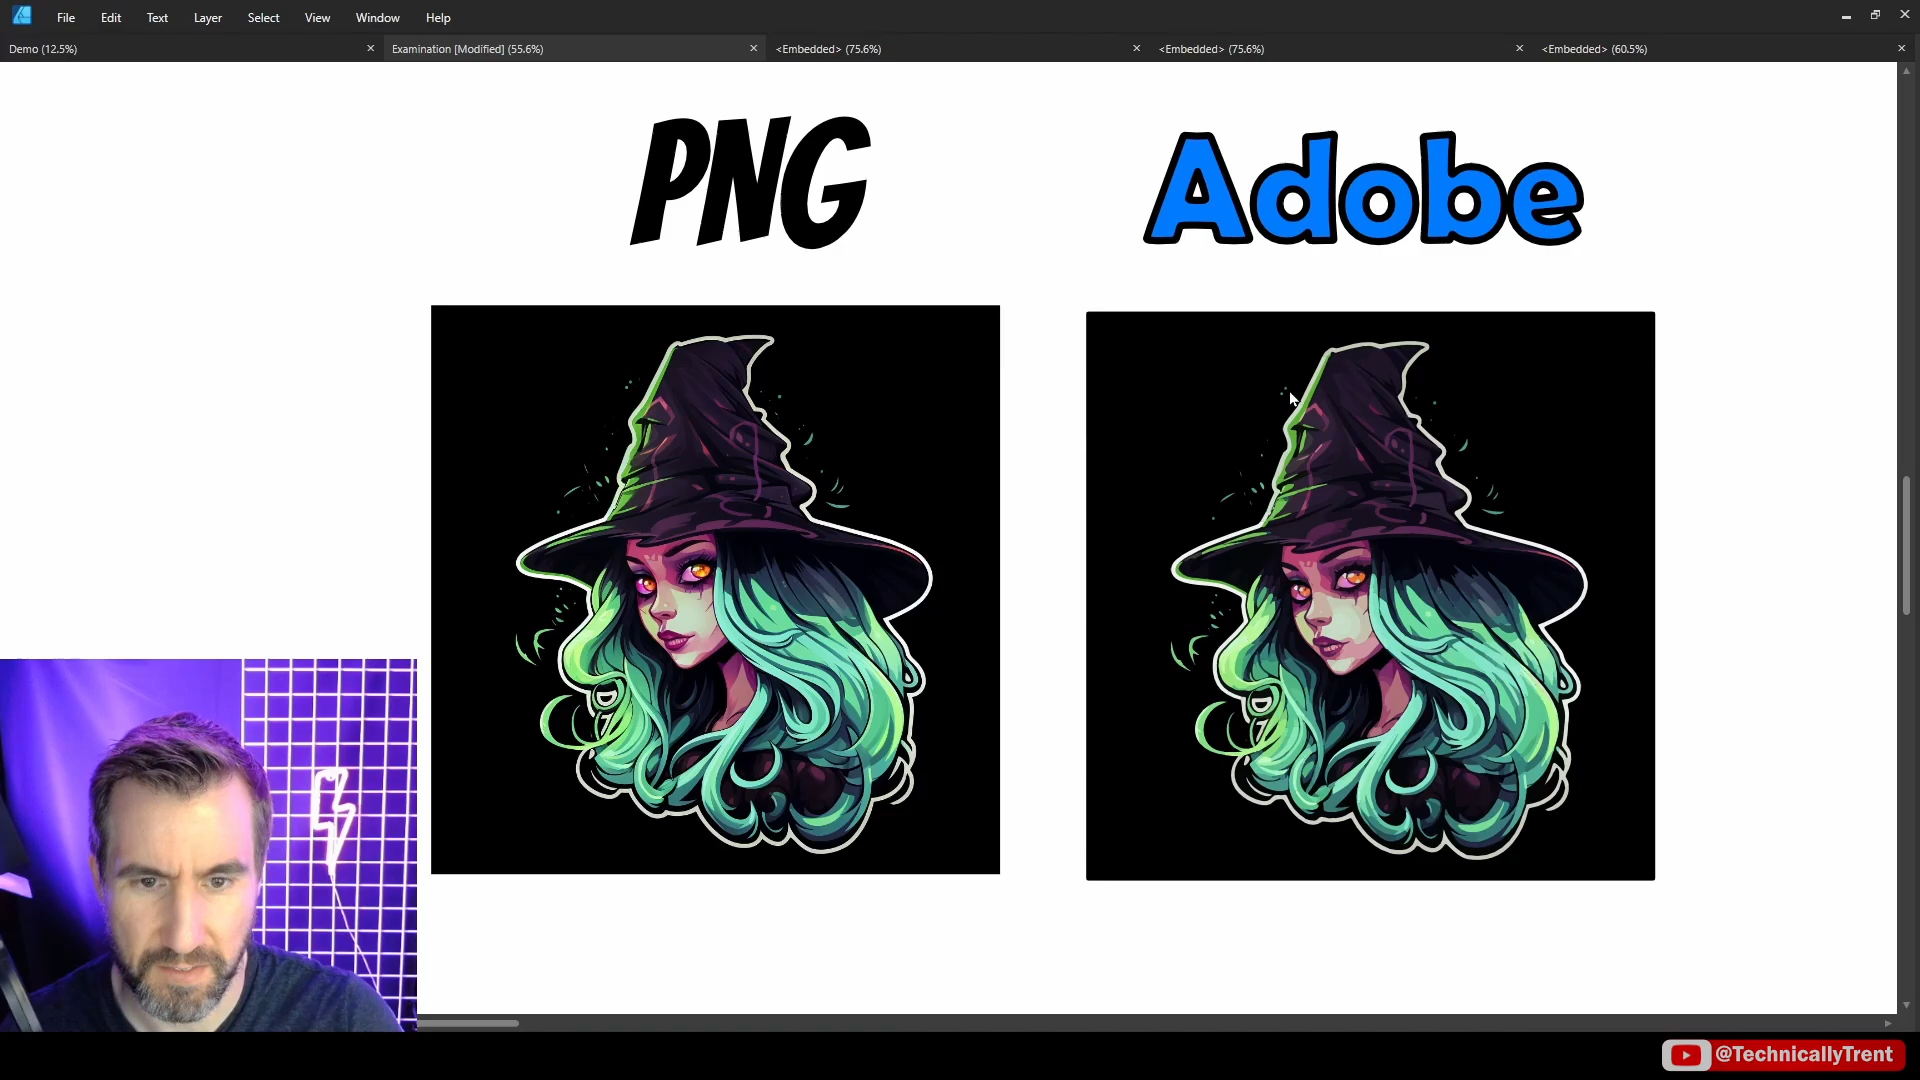 File Edit Text Layer Select View Window Help
Demo (12.5%) Examination [Modified] (55.6%) <Embedded> (75.6%) <Embedded> (75.6%) <Embedded> (60.5%)
PNG Adobe
@TechnicallyTrent